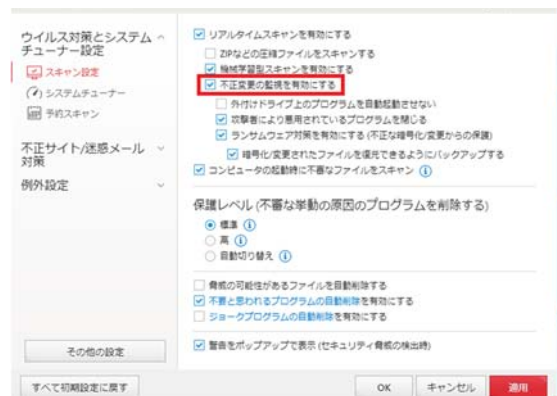 ウイルス対策とシステム
チューナー設定
スキャン設定
システムチューナー
予約スキャン
不正サイト/迷惑メール
対策
例外設定
その他の設定
リアルタイムスキャンを有効にする
ZIPなどの圧縮ファイルをスキャンする
機械学習型スキャンを有効にする
不正変更の監視を有効にする
外付けドライブ上のプログラムを自動起動させない
攻撃者により悪用されているプログラムを閉じる
ランサムウェア対策を有効にする (不正な暗号化/変更からの保護)
暗号化/変更されたファイルを復元できるようにバックアップする
コンピュータの起動時に不審なファイルをスキャン
保護レベル (不審な挙動の原因のプログラムを削除する)
標準
高
自動切り替え
脅威の可能性があるファイルを自動削除する
不要と思われるプログラムの自動削除を有効にする
ジョークプログラムの自動削除を有効にする
警告をポップアップで表示 (セキュリティ脅威の検出時)
すべて初期設定に戻す
OK
キャンセル
適用